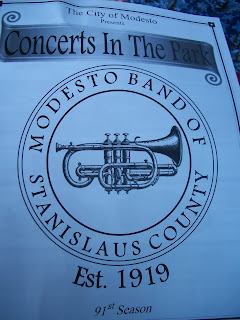 The City of Modesto
Presents
Concerts In The Park
MODESTO BAND OF
STANISLAUS COUNTY
Est. 1919
91st Season